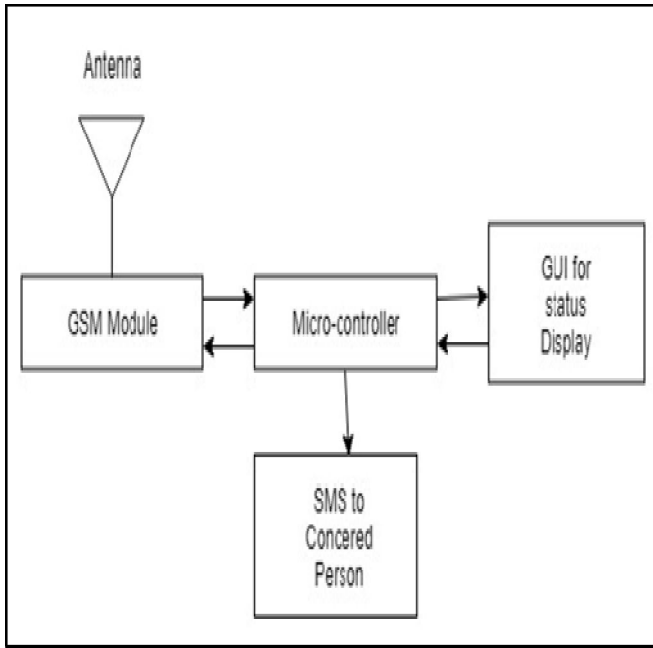 Antenna
GSM Module
Micro-controller
GUI for
status
Display
SMS to
Concered
Person